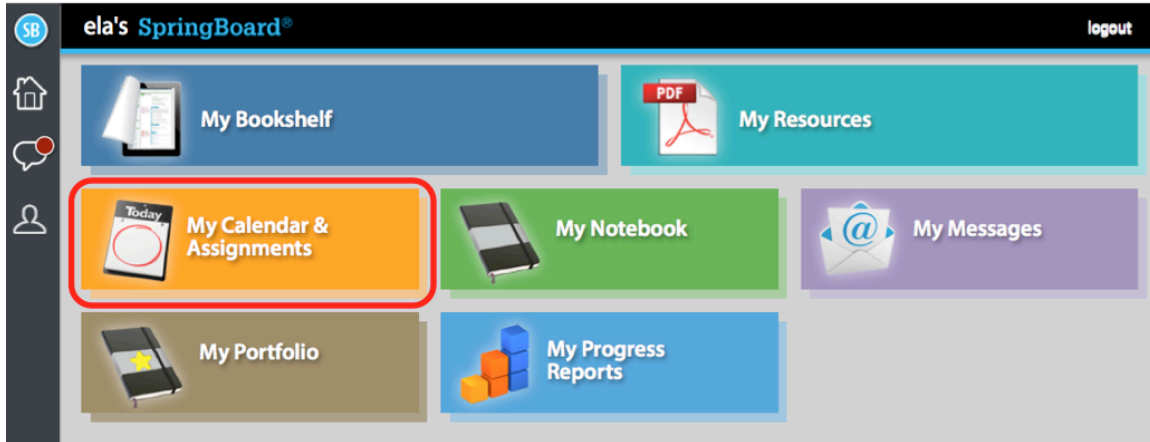 SB
ela's SpringBoard®
logout
My Bookshelf
PDF
My Resources
Today
My Calendar &
Assignments
My Notebook
@
My Messages
My Portfolio
My Progress
Reports